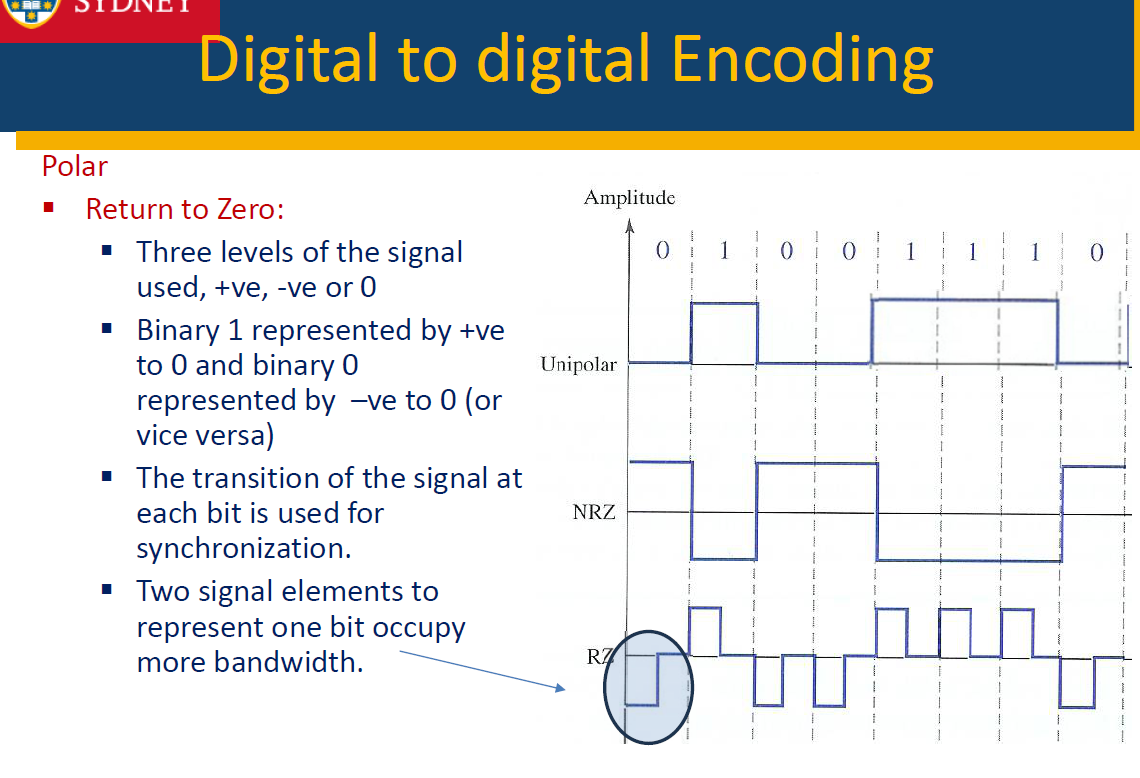 SYDNEY
Digital to digital Encoding
Polar
▪ Return to Zero:
▪ Three levels of the signal
used, +ve, -ve or 0
▪ Binary 1 represented by +ve
to 0 and binary 0
represented by –ve to 0 (or
vice versa)
▪ The transition of the signal at
each bit is used for
synchronization.
▪ Two signal elements to
represent one bit occupy
more bandwidth.
Amplitude
0 1 0 0 1 1 1 0
Unipolar
NRZ
RZ